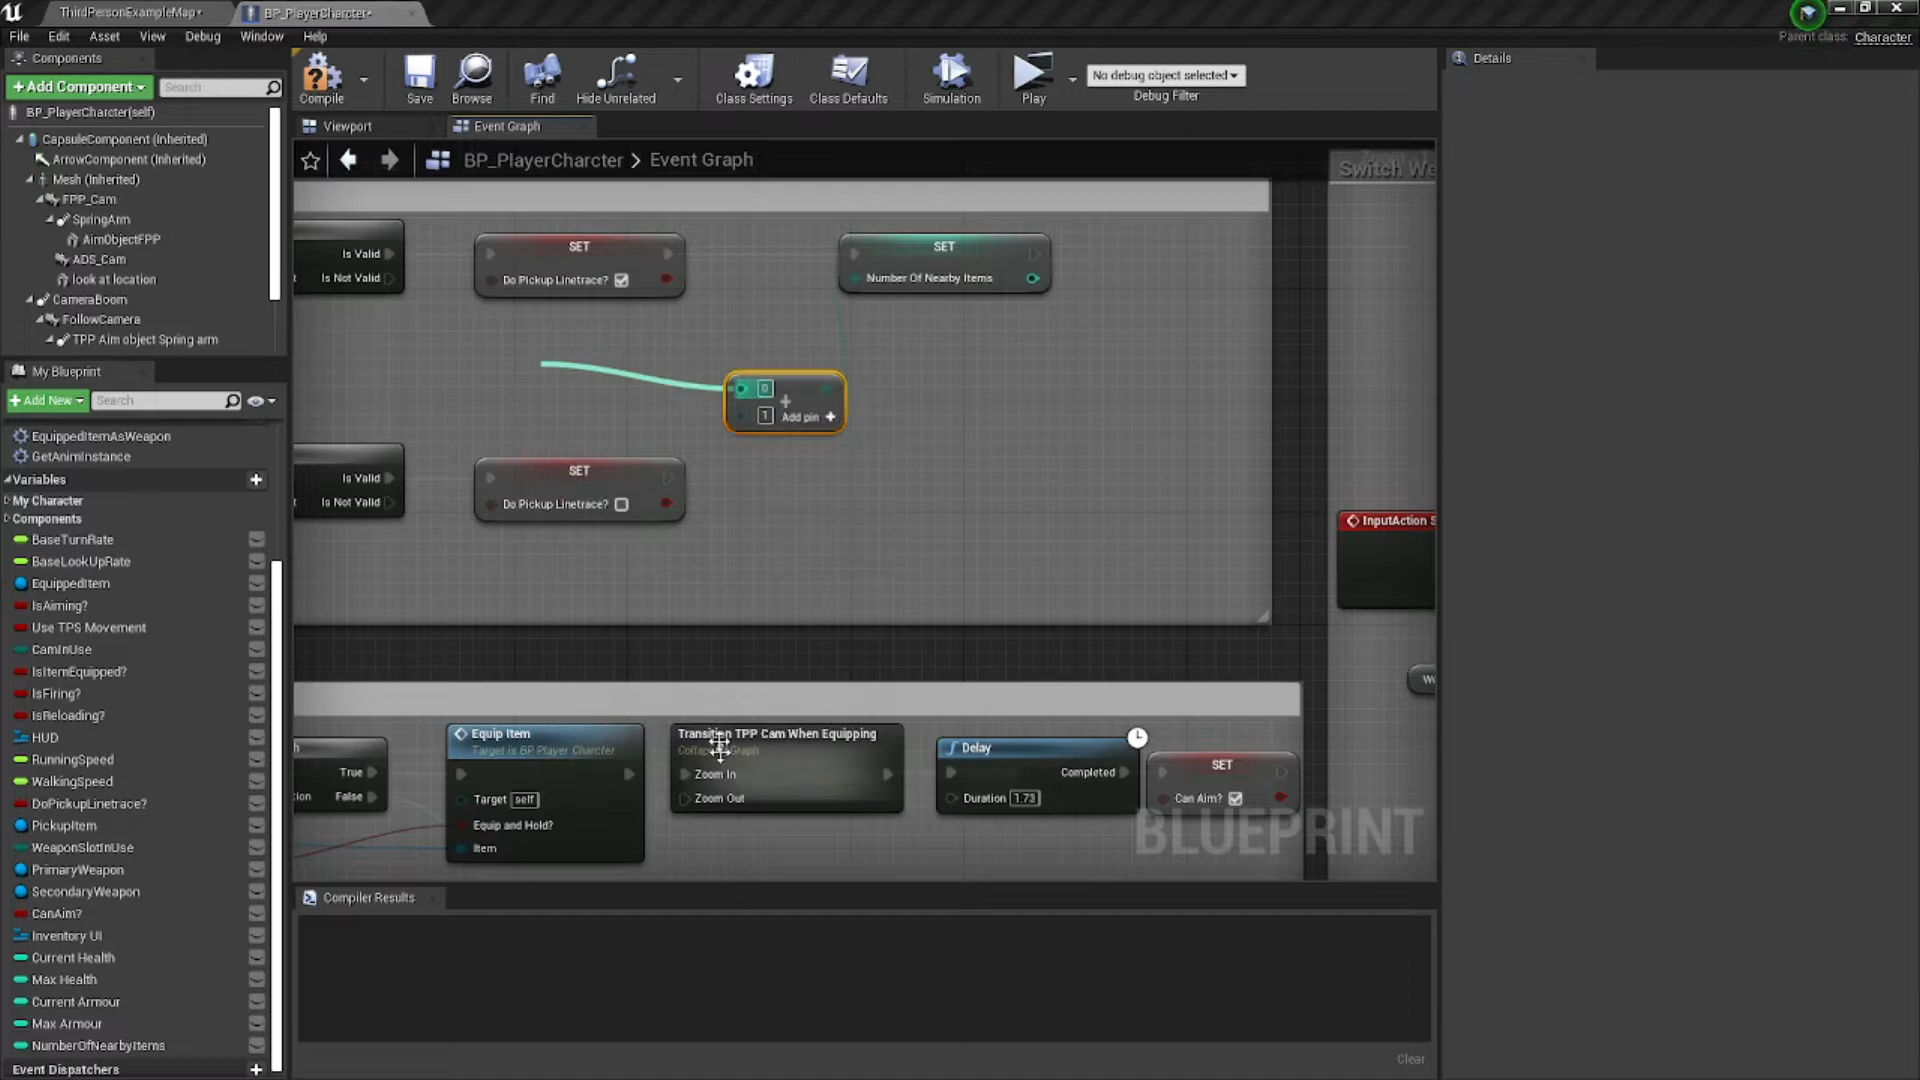 ThirdPersonExampleMap*
BP_PlayerCharcter*
File Edit Asset View Debug Window Help
Parent class: Character
Components
+ Add Component
Search
BP_PlayerCharcter(self)
CapsuleComponent (Inherited)
ArrowComponent (Inherited)
Mesh (Inherited)
FPP_Cam
SpringArm
AimObjectFPP
ADS_Cam
look at location
CameraBoom
FollowCamera
TPP Aim object Spring arm
My Blueprint
+ Add New
Search
EquippedItemAsWeapon
GetAnimInstance
Variables
My Character
Components
BaseTurnRate
BaseLookUpRate
EquippedItem
IsAiming?
Use TPS Movement
CamInUse
IsItemEquipped?
IsFiring?
IsReloading?
HUD
RunningSpeed
WalkingSpeed
DoPickupLinetrace?
PickupItem
WeaponSlotInUse
PrimaryWeapon
SecondaryWeapon
CanAim?
Inventory UI
Current Health
Max Health
Current Armour
Max Armour
NumberOfNearbyItems
Event Dispatchers
Compile
Save
Browse
Find
Hide Unrelated
Class Settings
Class Defaults
Simulation
Play
No debug object selected
Debug Filter
Viewport
Event Graph
BP_PlayerCharcter > Event Graph
Is Valid
Is Not Valid
SET
Do Pickup Linetrace?
SET
Number Of Nearby Items
0
1
Add pin +
Is Valid
Is Not Valid
SET
Do Pickup Linetrace?
Switch We
InputAction S
We
True
False
Equip Item
Target is BP Player Charcter
Target self
Equip and Hold?
Item
Transition TPP Cam When Equipping
Zoom In
Zoom Out
Delay
Completed
Duration 1.73
SET
Can Aim?
BLUEPRINT
Compiler Results
Clear
Details